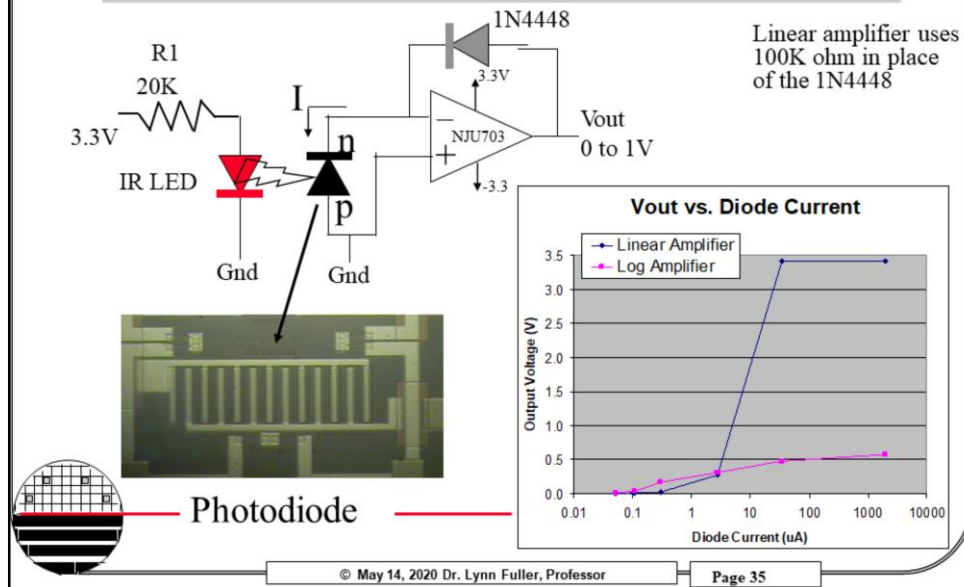 1N4448
Linear amplifier uses
100K ohm in place
of the 1N4448
R1
20K
3.3V
I
3.3V
n
−
NJU703
+
Vout
0 to 1V
3.3V
IR LED
p
-3.3
Gnd
Gnd
Vout vs. Diode Current
Linear Amplifier
Log Amplifier
Output Voltage (V)
3.5
3.0
2.5
2.0
1.5
1.0
0.5
0.0
0.01 0.1 1 10 100 1000 10000
Diode Current (uA)
Photodiode
© May 14, 2020 Dr. Lynn Fuller, Professor
Page 35